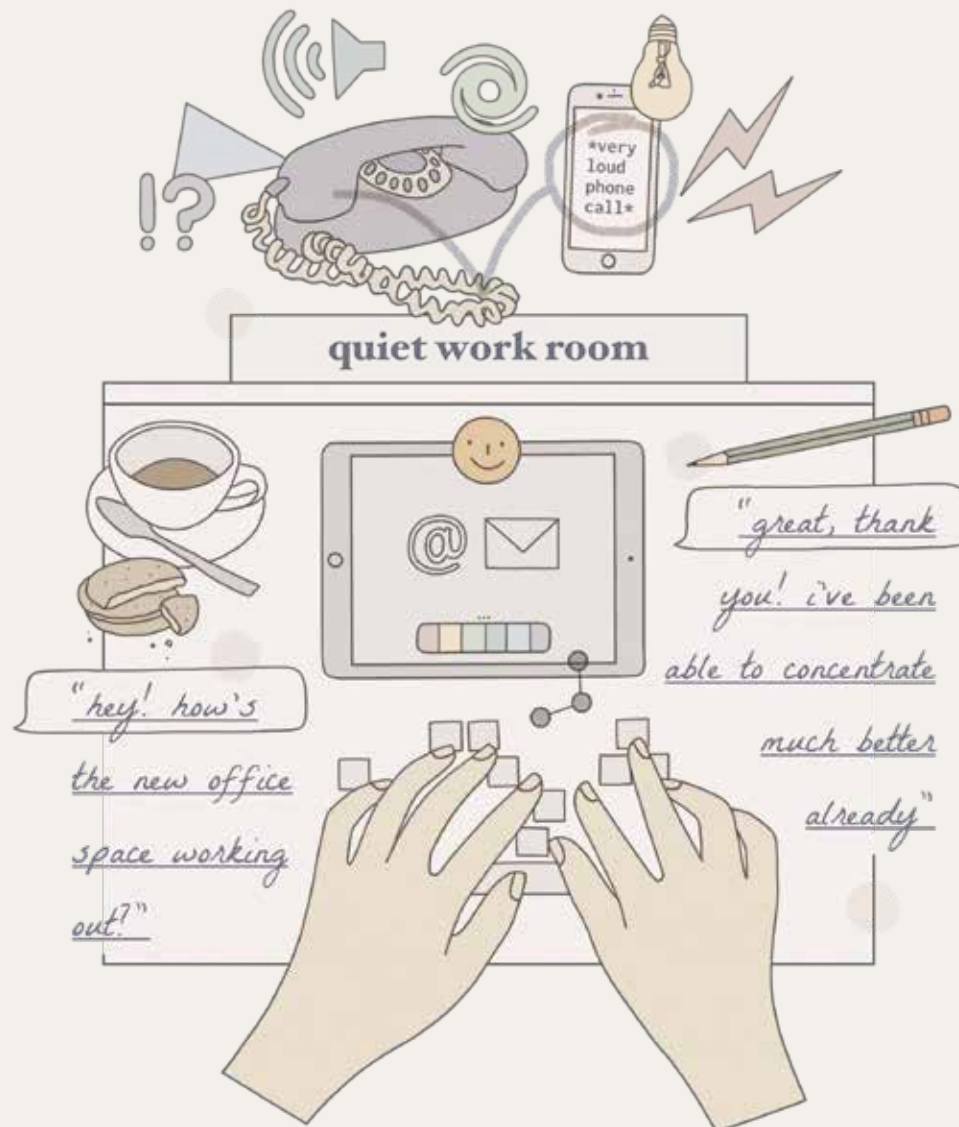 !?
*very
loud
phone
call*
quiet work room
@
"hey! how's
the new office
space working
out?"
"great, thank
you! i've been
able to concentrate
much better
already"